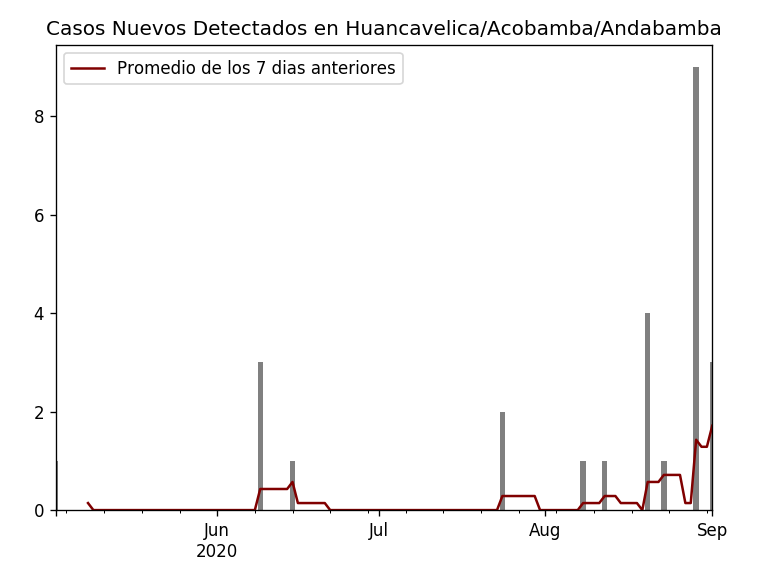 Casos Nuevos Detectados en Huancavelica/Acobamba/Andabamba
Promedio de los 7 dias anteriores
8
6
4
2
0
Jun Jul Aug Sep
2020